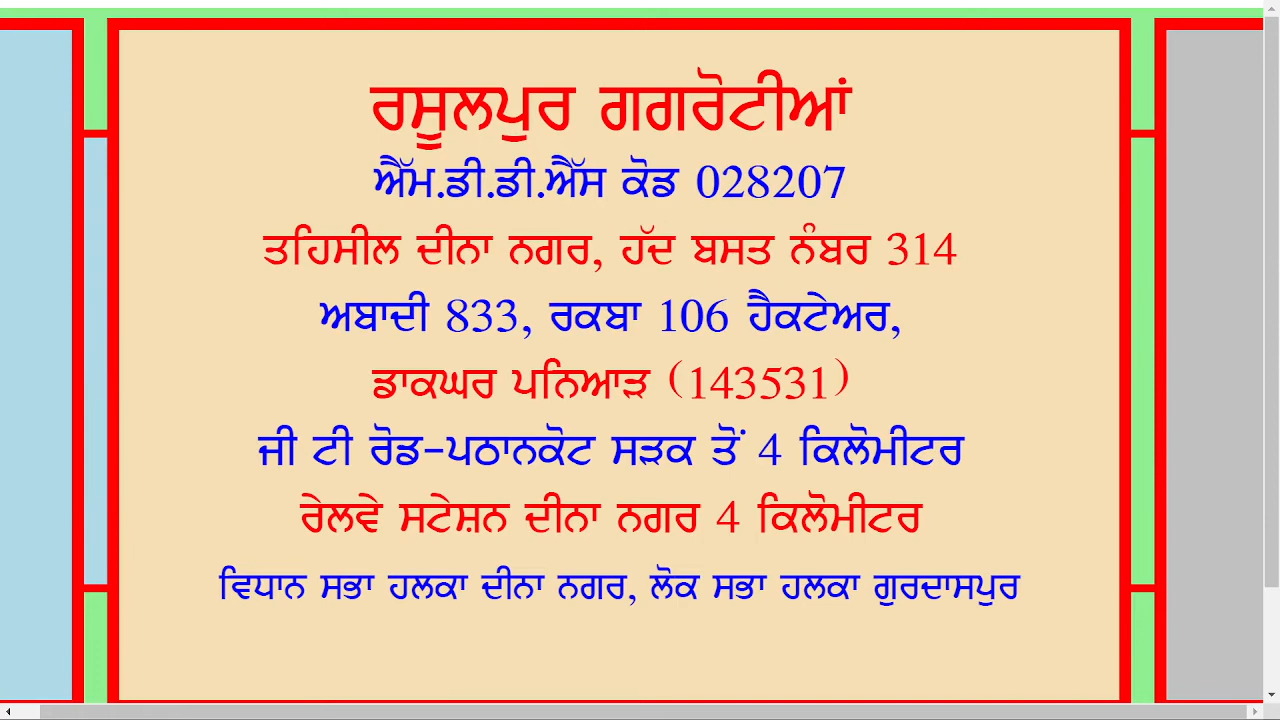 ਰਸੂਲਪੁਰ ਗਗਰੋਟੀਆਂ
ਐੱਮ.ਡੀ.ਡੀ.ਐੱਸ ਕੋਡ 028207
ਤਹਿਸੀਲ ਦੀਨਾ ਨਗਰ, ਹੱਦ ਬਸਤ ਨੰਬਰ 314
ਅਬਾਦੀ 833, ਰਕਬਾ 106 ਹੈਕਟੇਅਰ,
ਡਾਕਘਰ ਪਨਿਆੜ (143531)
ਜੀ ਟੀ ਰੋਡ-ਪਠਾਨਕੋਟ ਸੜਕ ਤੋਂ 4 ਕਿਲੋਮੀਟਰ
ਰੇਲਵੇ ਸਟੇਸ਼ਨ ਦੀਨਾ ਨਗਰ 4 ਕਿਲੋਮੀਟਰ
ਵਿਧਾਨ ਸਭਾ ਹਲਕਾ ਦੀਨਾ ਨਗਰ, ਲੋਕ ਸਭਾ ਹਲਕਾ ਗੁਰਦਾਸਪੁਰ